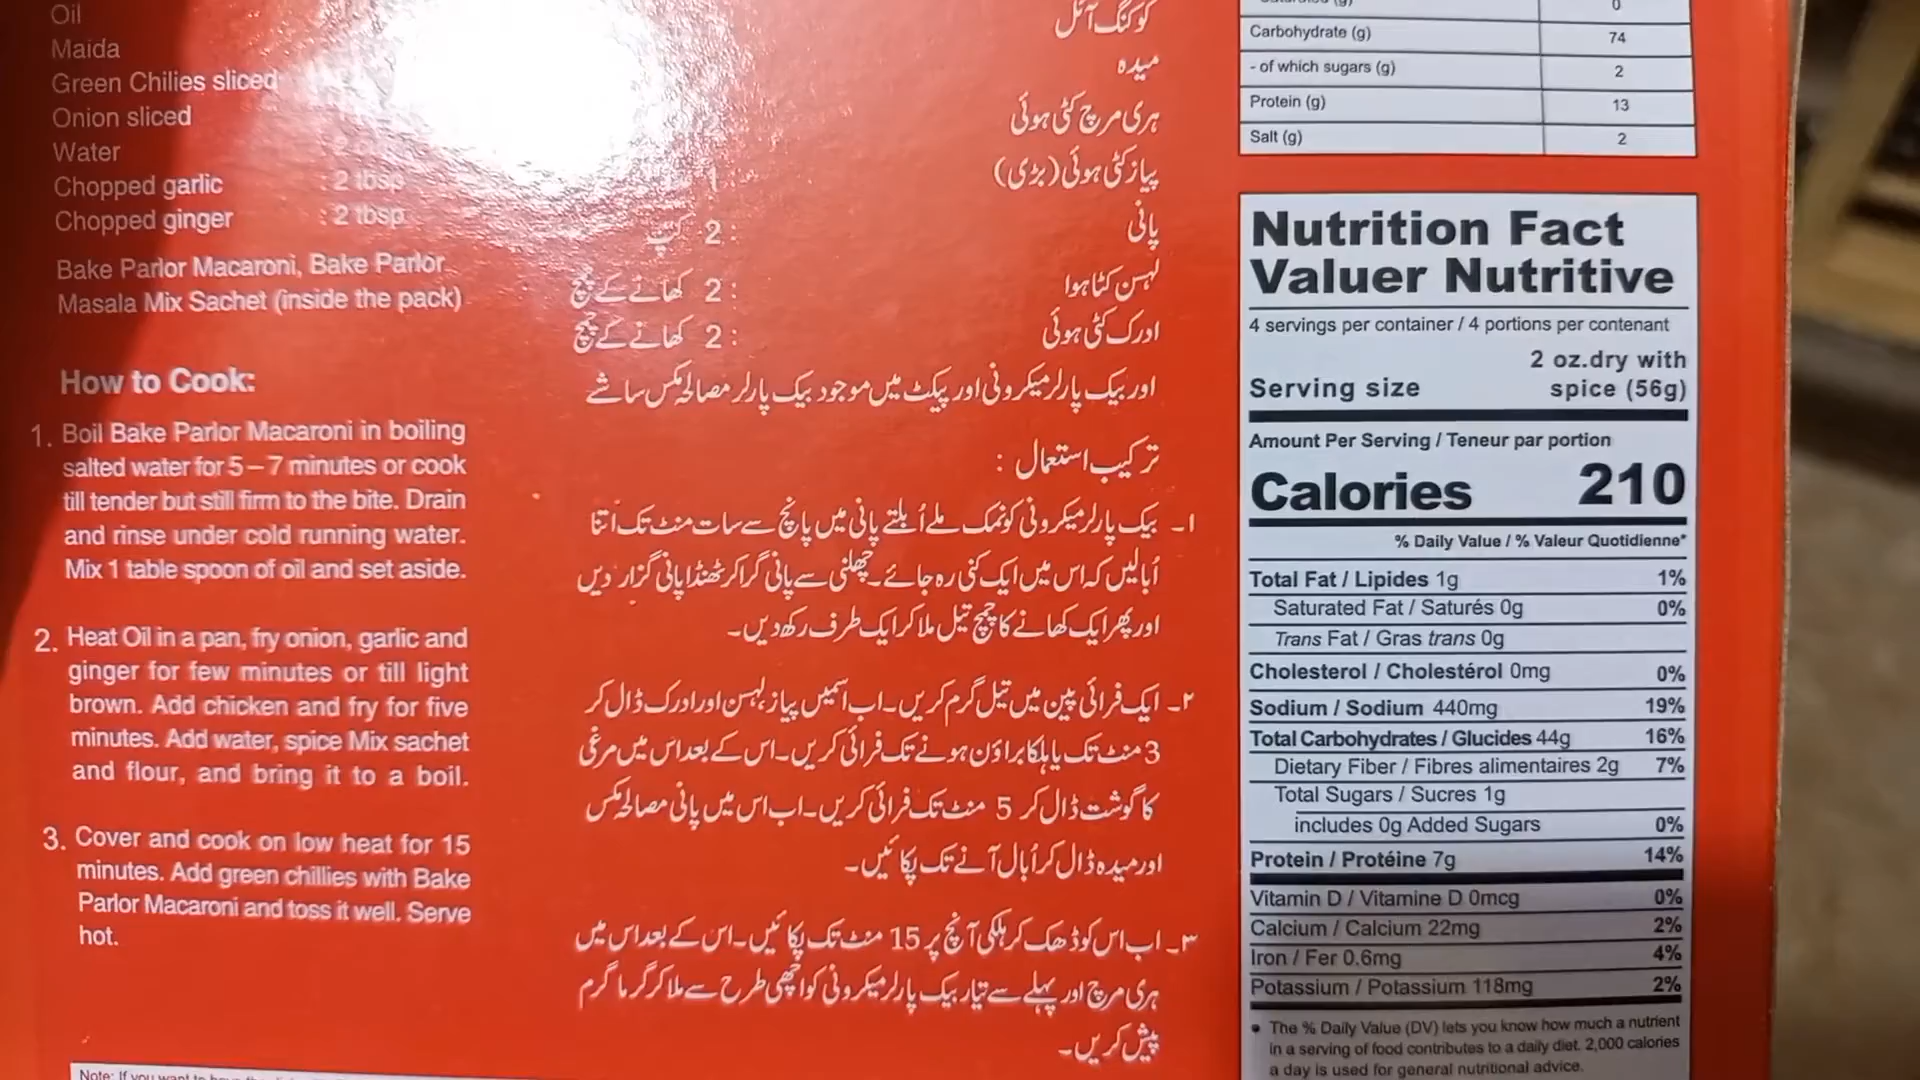 Oil
Maida
Green Chilies sliced
Onion sliced
Water
Chopped garlic : 2 tbsp
Chopped ginger : 2 tbsp
Bake Parlor Macaroni, Bake Parlor
Masala Mix Sachet (inside the pack)
How to Cook:
1. Boil Bake Parlor Macaroni in boiling
salted water for 5 – 7 minutes or cook
till tender but still firm to the bite. Drain
and rinse under cold running water.
Mix 1 table spoon of oil and set aside.
2. Heat Oil in a pan, fry onion, garlic and
ginger for few minutes or till light
brown. Add chicken and fry for five
minutes. Add water, spice Mix sachet
and flour, and bring it to a boil.
3. Cover and cook on low heat for 15
minutes. Add green chillies with Bake
Parlor Macaroni and toss it well. Serve
hot.
Note: If you want to
کوکنگ آئل
میدہ
ہری مرچ کٹی ہوئی
پیاز کٹی ہوئی (بڑی) : 1
پانی : 2 کپ
لہسن کٹا ہوا : 2 کھانے کے چمچ
ادرک کٹی ہوئی : 2 کھانے کے چمچ
اور بیک پارلر میکرونی اور پیکٹ میں موجود بیک پارلر مصالحہ مکس ساشے
ترکیب استعمال :
۱۔ بیک پارلر میکرونی کو نمک ملے اُبلتے پانی میں پانچ سے سات منٹ تک اتنا
اُبالیں کہ اس میں ایک کنی رہ جائے۔ چھلنی سے پانی گرا کر ٹھنڈا پانی گزار دیں
اور پھر ایک کھانے کا چمچ تیل ملا کر ایک طرف رکھ دیں۔
۲۔ ایک فرائی پین میں تیل گرم کریں۔ اب اسمیں پیاز، لہسن اور ادرک ڈال کر
3 منٹ تک یا ہلکا براؤن ہونے تک فرائی کریں۔ اس کے بعد اس میں مرغی
کا گوشت ڈال کر 5 منٹ تک فرائی کریں۔ اب اس میں پانی مصالحہ مکس
اور میدہ ڈال کر اُبال آنے تک پکائیں۔
۳۔ اب اس کو ڈھک کر ہلکی آنچ پر 15 منٹ تک پکائیں۔ اس کے بعد اس میں
ہری مرچ اور پہلے سے تیار بیک پارلر میکرونی کو اچھی طرح سے ملا کر گرما گرم
پیش کریں۔
Saturated (g) 0
Carbohydrate (g) 74
- of which sugars (g) 2
Protein (g) 13
Salt (g) 2
Nutrition Fact
Valuer Nutritive
4 servings per container / 4 portions per contenant
2 oz.dry with
Serving size spice (56g)
Amount Per Serving / Teneur par portion
Calories 210
% Daily Value / % Valeur Quotidienne*
Total Fat / Lipides 1g 1%
Saturated Fat / Saturés 0g 0%
Trans Fat / Gras trans 0g
Cholesterol / Cholestérol 0mg 0%
Sodium / Sodium 440mg 19%
Total Carbohydrates / Glucides 44g 16%
Dietary Fiber / Fibres alimentaires 2g 7%
Total Sugars / Sucres 1g
includes 0g Added Sugars 0%
Protein / Protéine 7g 14%
Vitamin D / Vitamine D 0mcg 0%
Calcium / Calcium 22mg 2%
Iron / Fer 0.6mg 4%
Potassium / Potassium 118mg 2%
• The % Daily Value (DV) lets you know how much a nutrient
in a serving of food contributes to a daily diet. 2,000 calories
a day is used for general nutritional advice.